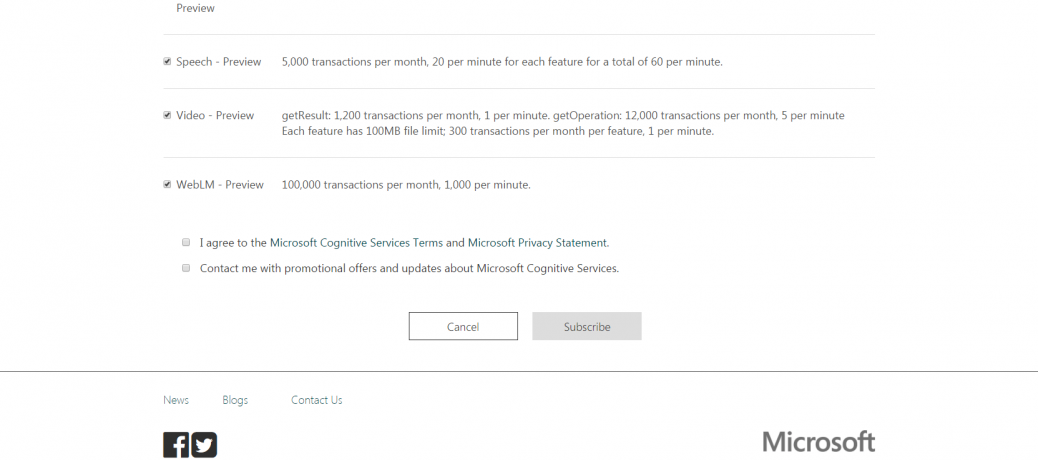 Preview
Speech - Preview 5,000 transactions per month, 20 per minute for each feature for a total of 60 per minute.
Video - Preview getResult: 1,200 transactions per month, 1 per minute. getOperation: 12,000 transactions per month, 5 per minute
Each feature has 100MB file limit; 300 transactions per month per feature, 1 per minute.
WebLM - Preview 100,000 transactions per month, 1,000 per minute.
I agree to the Microsoft Cognitive Services Terms and Microsoft Privacy Statement.
Contact me with promotional offers and updates about Microsoft Cognitive Services.
Cancel Subscribe
News Blogs Contact Us
Microsoft